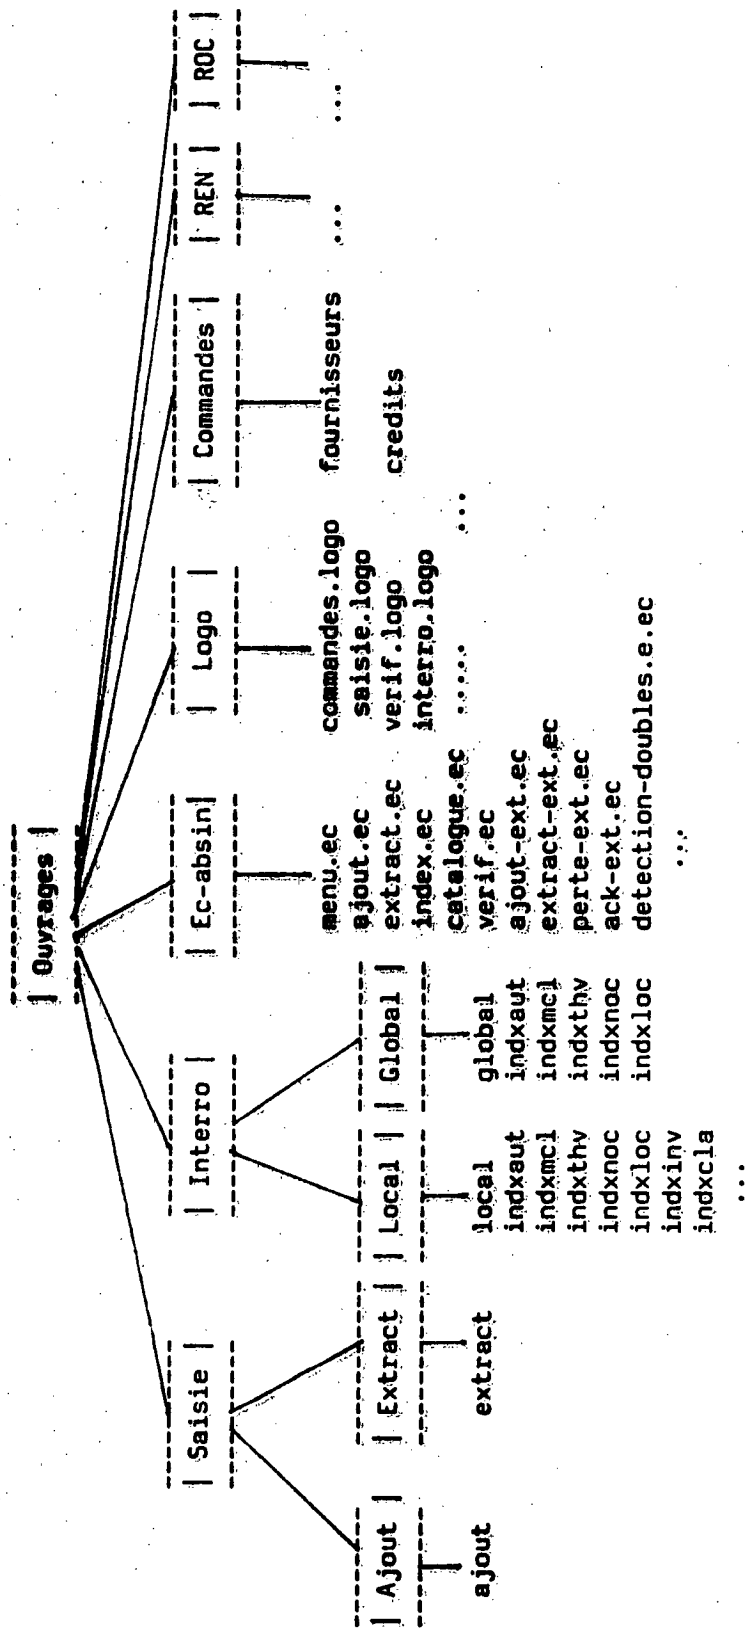 | Ouvrages |
| Saisie |
| Interro |
| Ec-absin|
| Logo |
| Commandes |
| REN |
| ROC |
| Ajout |
ajout
| Extract |
extract
| Local |
local
indxaut
indxmcl
indxthv
indxnoc
indxloc
indxinv
indxcla
...
| Global |
global
indxaut
indxmcl
indxthv
indxnoc
indxloc
menu.ec
ajout.ec
extract.ec
index.ec
catalogue.ec
verif.ec
ajout-ext.ec
extract-ext.ec
perte-ext.ec
ack-ext.ec
detection-doubles.e.ec
...
commandes.logo
saisie.logo
verif.logo
interro.logo
.....
fournisseurs
credits
...
...
...